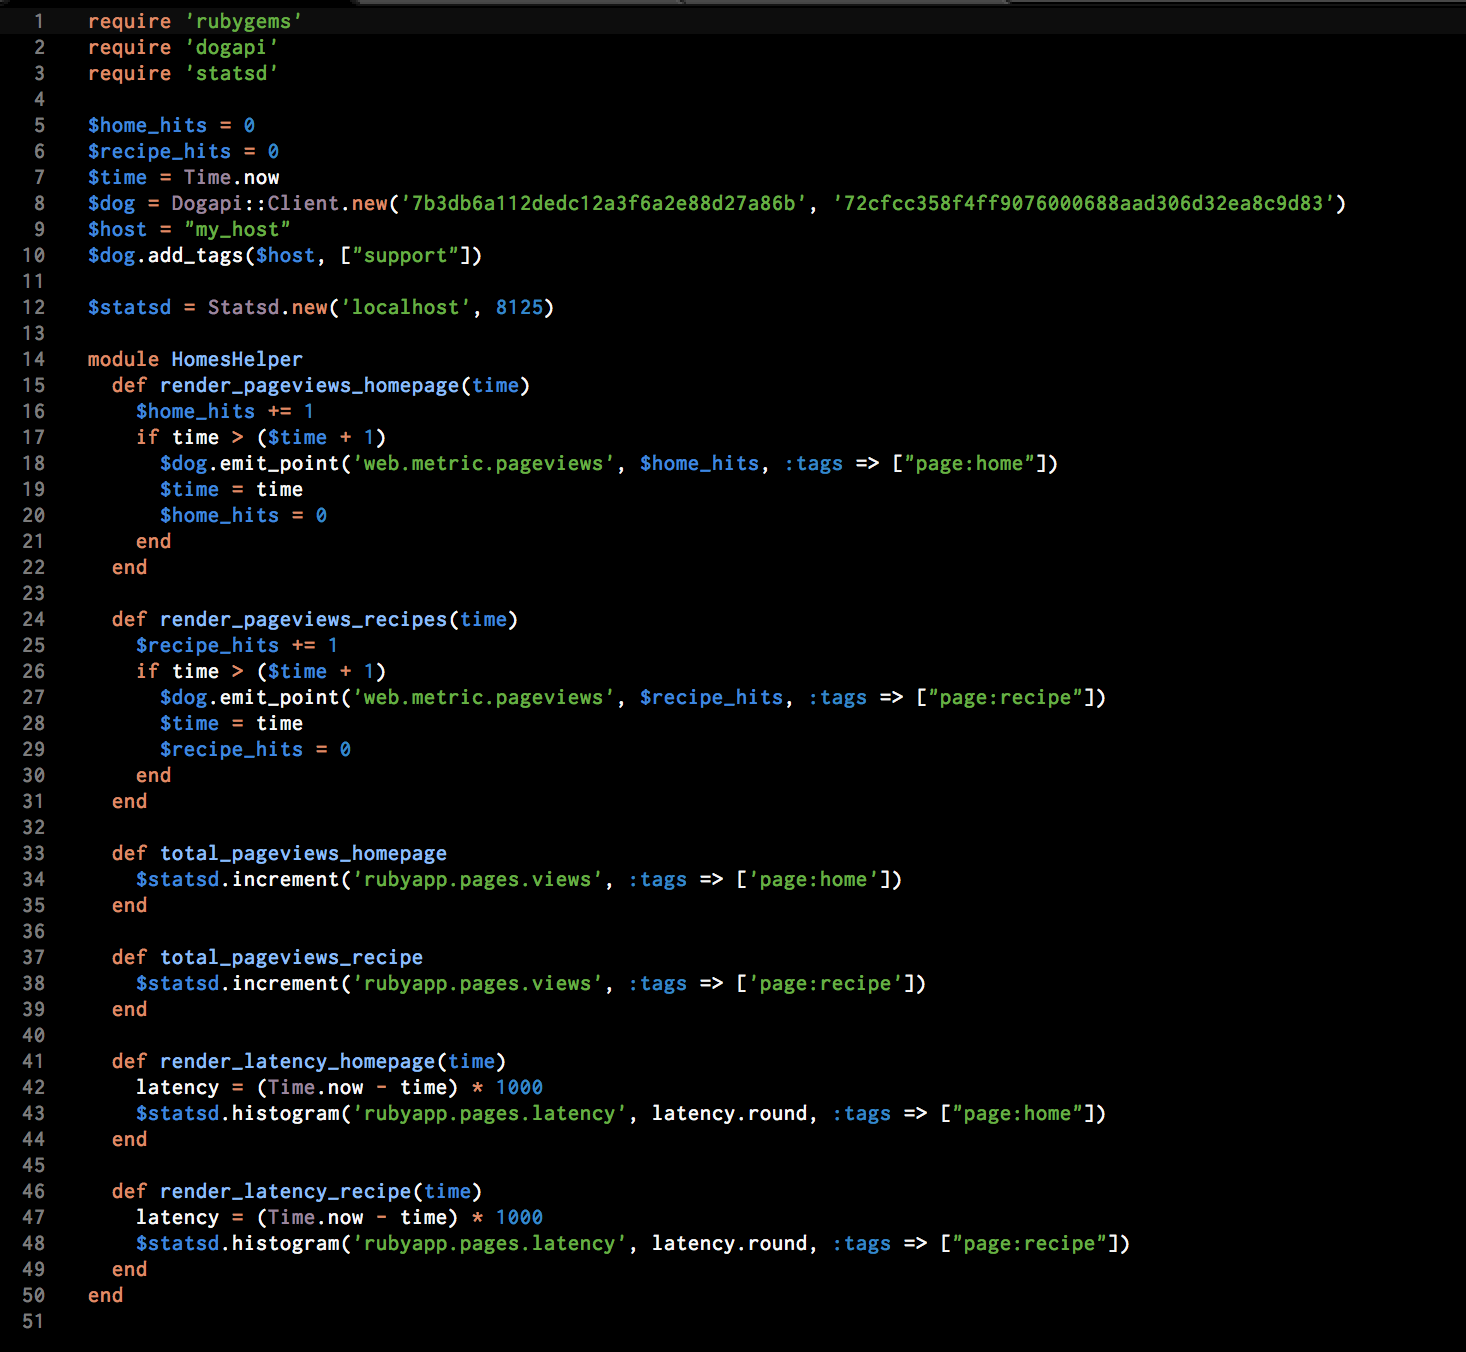 1 require 'rubygems'
2 require 'dogapi'
3 require 'statsd'
4
5 $home_hits = 0
6 $recipe_hits = 0
7 $time = Time.now
8 $dog = Dogapi::Client.new('7b3db6a112dedc12a3f6a2e88d27a86b', '72cfcc358f4ff9076000688aad306d32ea8c9d83')
9 $host = "my_host"
10 $dog.add_tags($host, ["support"])
11
12 $statsd = Statsd.new('localhost', 8125)
13
14 module HomesHelper
15   def render_pageviews_homepage(time)
16     $home_hits += 1
17     if time > ($time + 1)
18       $dog.emit_point('web.metric.pageviews', $home_hits, :tags => ["page:home"])
19       $time = time
20       $home_hits = 0
21     end
22   end
23
24   def render_pageviews_recipes(time)
25     $recipe_hits += 1
26     if time > ($time + 1)
27       $dog.emit_point('web.metric.pageviews', $recipe_hits, :tags => ["page:recipe"])
28       $time = time
29       $recipe_hits = 0
30     end
31   end
32
33   def total_pageviews_homepage
34     $statsd.increment('rubyapp.pages.views', :tags => ['page:home'])
35   end
36
37   def total_pageviews_recipe
38     $statsd.increment('rubyapp.pages.views', :tags => ['page:recipe'])
39   end
40
41   def render_latency_homepage(time)
42     latency = (Time.now - time) * 1000
43     $statsd.histogram('rubyapp.pages.latency', latency.round, :tags => ["page:home"])
44   end
45
46   def render_latency_recipe(time)
47     latency = (Time.now - time) * 1000
48     $statsd.histogram('rubyapp.pages.latency', latency.round, :tags => ["page:recipe"])
49   end
50 end
51